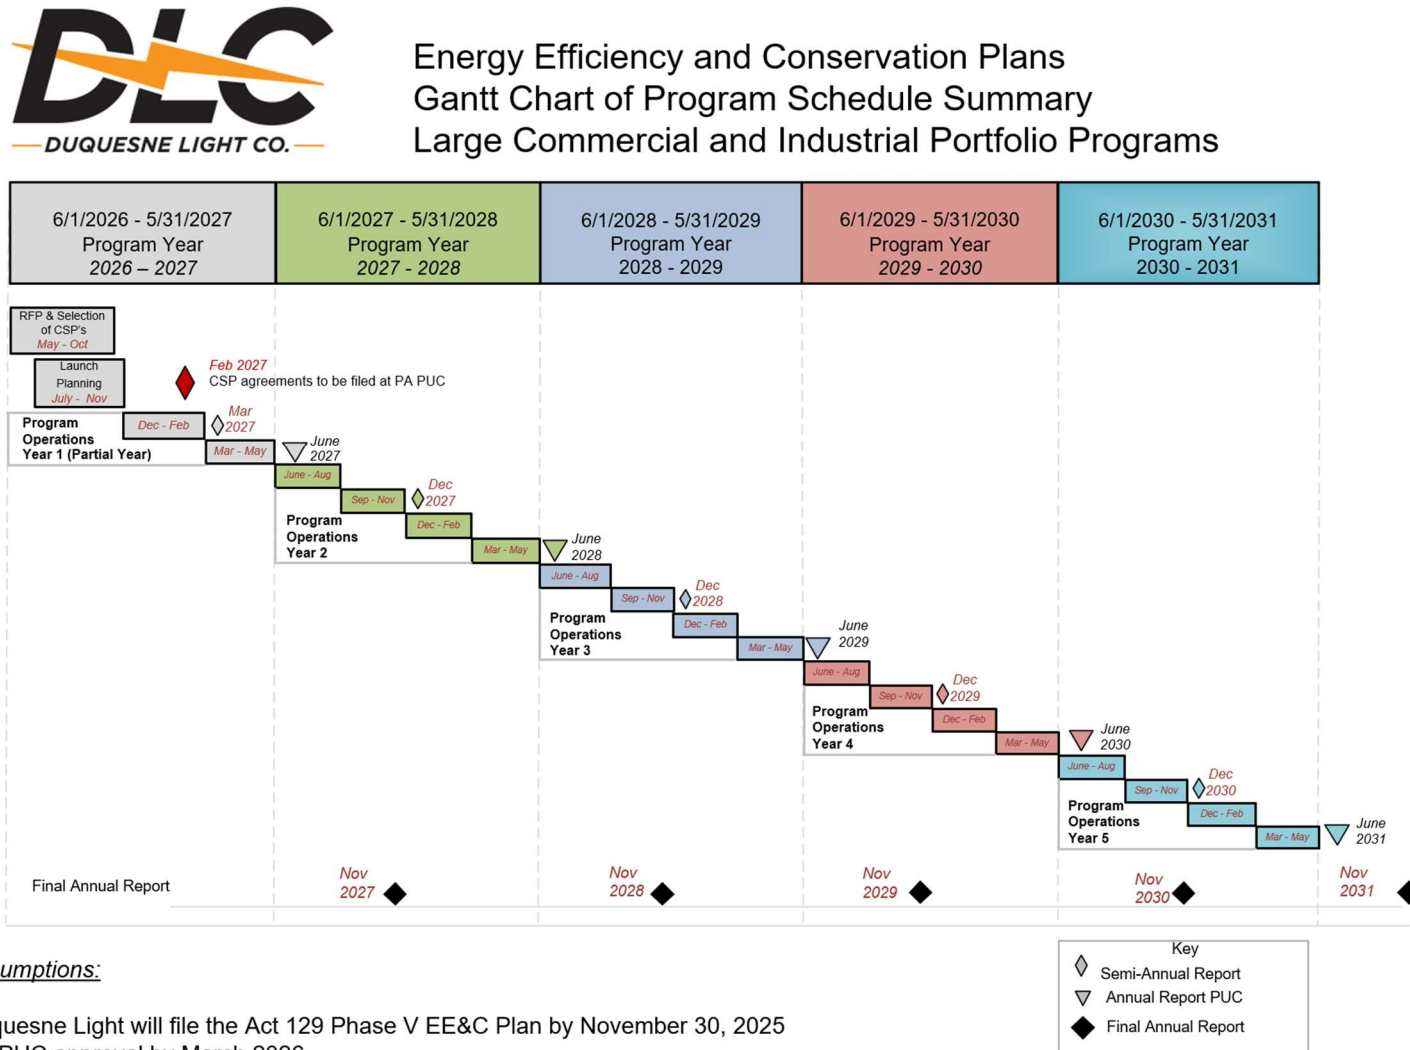 DLC
DUQUESNE LIGHT CO.
Energy Efficiency and Conservation Plans
Gantt Chart of Program Schedule Summary
Large Commercial and Industrial Portfolio Programs
6/1/2026 - 5/31/2027
Program Year
2026 – 2027
6/1/2027 - 5/31/2028
Program Year
2027 - 2028
6/1/2028 - 5/31/2029
Program Year
2028 - 2029
6/1/2029 - 5/31/2030
Program Year
2029 - 2030
6/1/2030 - 5/31/2031
Program Year
2030 - 2031
RFP & Selection
of CSP's
May - Oct
Launch
Planning
July - Nov
Feb 2027
CSP agreements to be filed at PA PUC
Program
Operations
Year 1 (Partial Year)
Dec - Feb
Mar
2027
Mar - May
June
2027
June - Aug
Sep - Nov
Dec
2027
Program
Operations
Year 2
Dec - Feb
Mar - May
June
2028
June - Aug
Sep - Nov
Dec
2028
Program
Operations
Year 3
Dec - Feb
Mar - May
June
2029
June - Aug
Sep - Nov
Dec
2029
Program
Operations
Year 4
Dec - Feb
Mar - May
June
2030
June - Aug
Sep - Nov
Dec
2030
Program
Operations
Year 5
Dec - Feb
Mar - May
June
2031
Final Annual Report
Nov
2027
Nov
2028
Nov
2029
Nov
2030
Nov
2031
Key
Semi-Annual Report
Annual Report PUC
Final Annual Report
umptions:
quesne Light will file the Act 129 Phase V EE&C Plan by November 30, 2025
PUC approval by March 2026